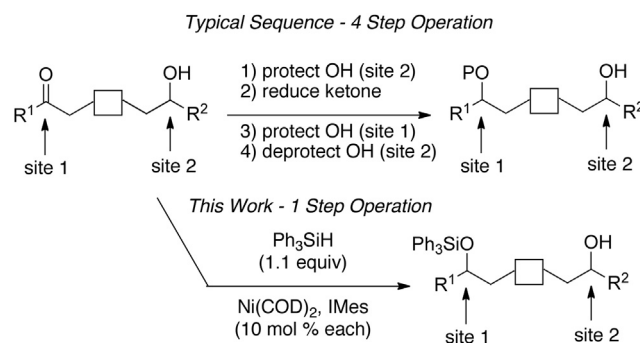 Typical Sequence - 4 Step Operation
O
OH
R1
R2
site 1
site 2
1) protect OH (site 2)
2) reduce ketone
3) protect OH (site 1)
4) deprotect OH (site 2)
PO
OH
R1
R2
site 1
site 2
This Work - 1 Step Operation
Ph3SiH
(1.1 equiv)
Ni(COD)2, IMes
(10 mol % each)
Ph3SiO
OH
R1
R2
site 1
site 2